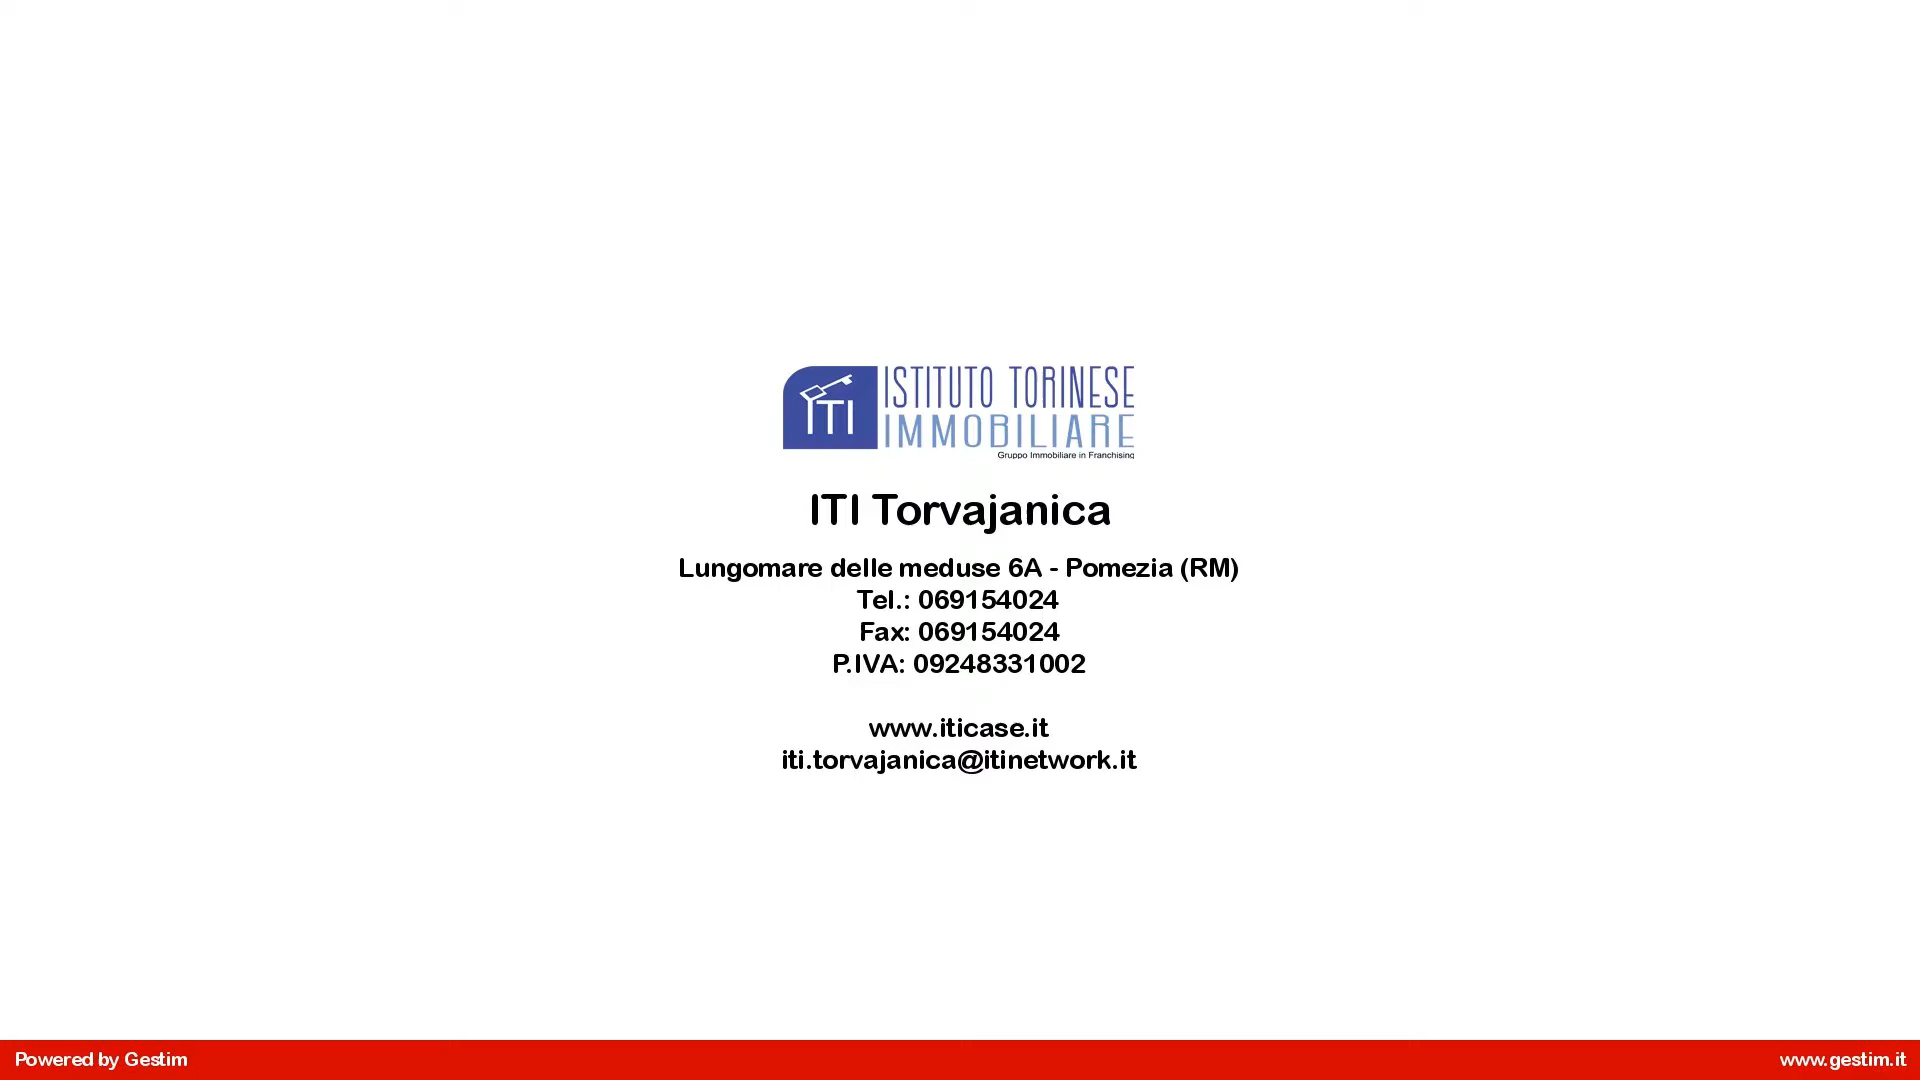 ITI
ISTITUTO TORINESE
IMMOBILIARE
Gruppo Immobiliare in Franchising
ITI Torvajanica
Lungomare delle meduse 6A - Pomezia (RM)
Tel.: 069154024
Fax: 069154024
P.IVA: 09248331002
www.iticase.it
iti.torvajanica@itinetwork.it
Powered by Gestim
www.gestim.it